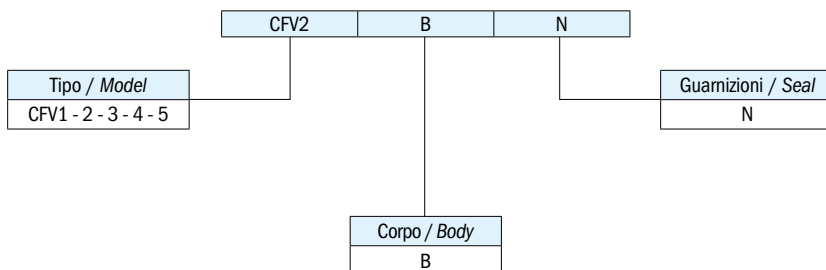 CFV2 B N
Tipo / Model
CFV1 - 2 - 3 - 4 - 5
Guarnizioni / Seal
N
Corpo / Body
B